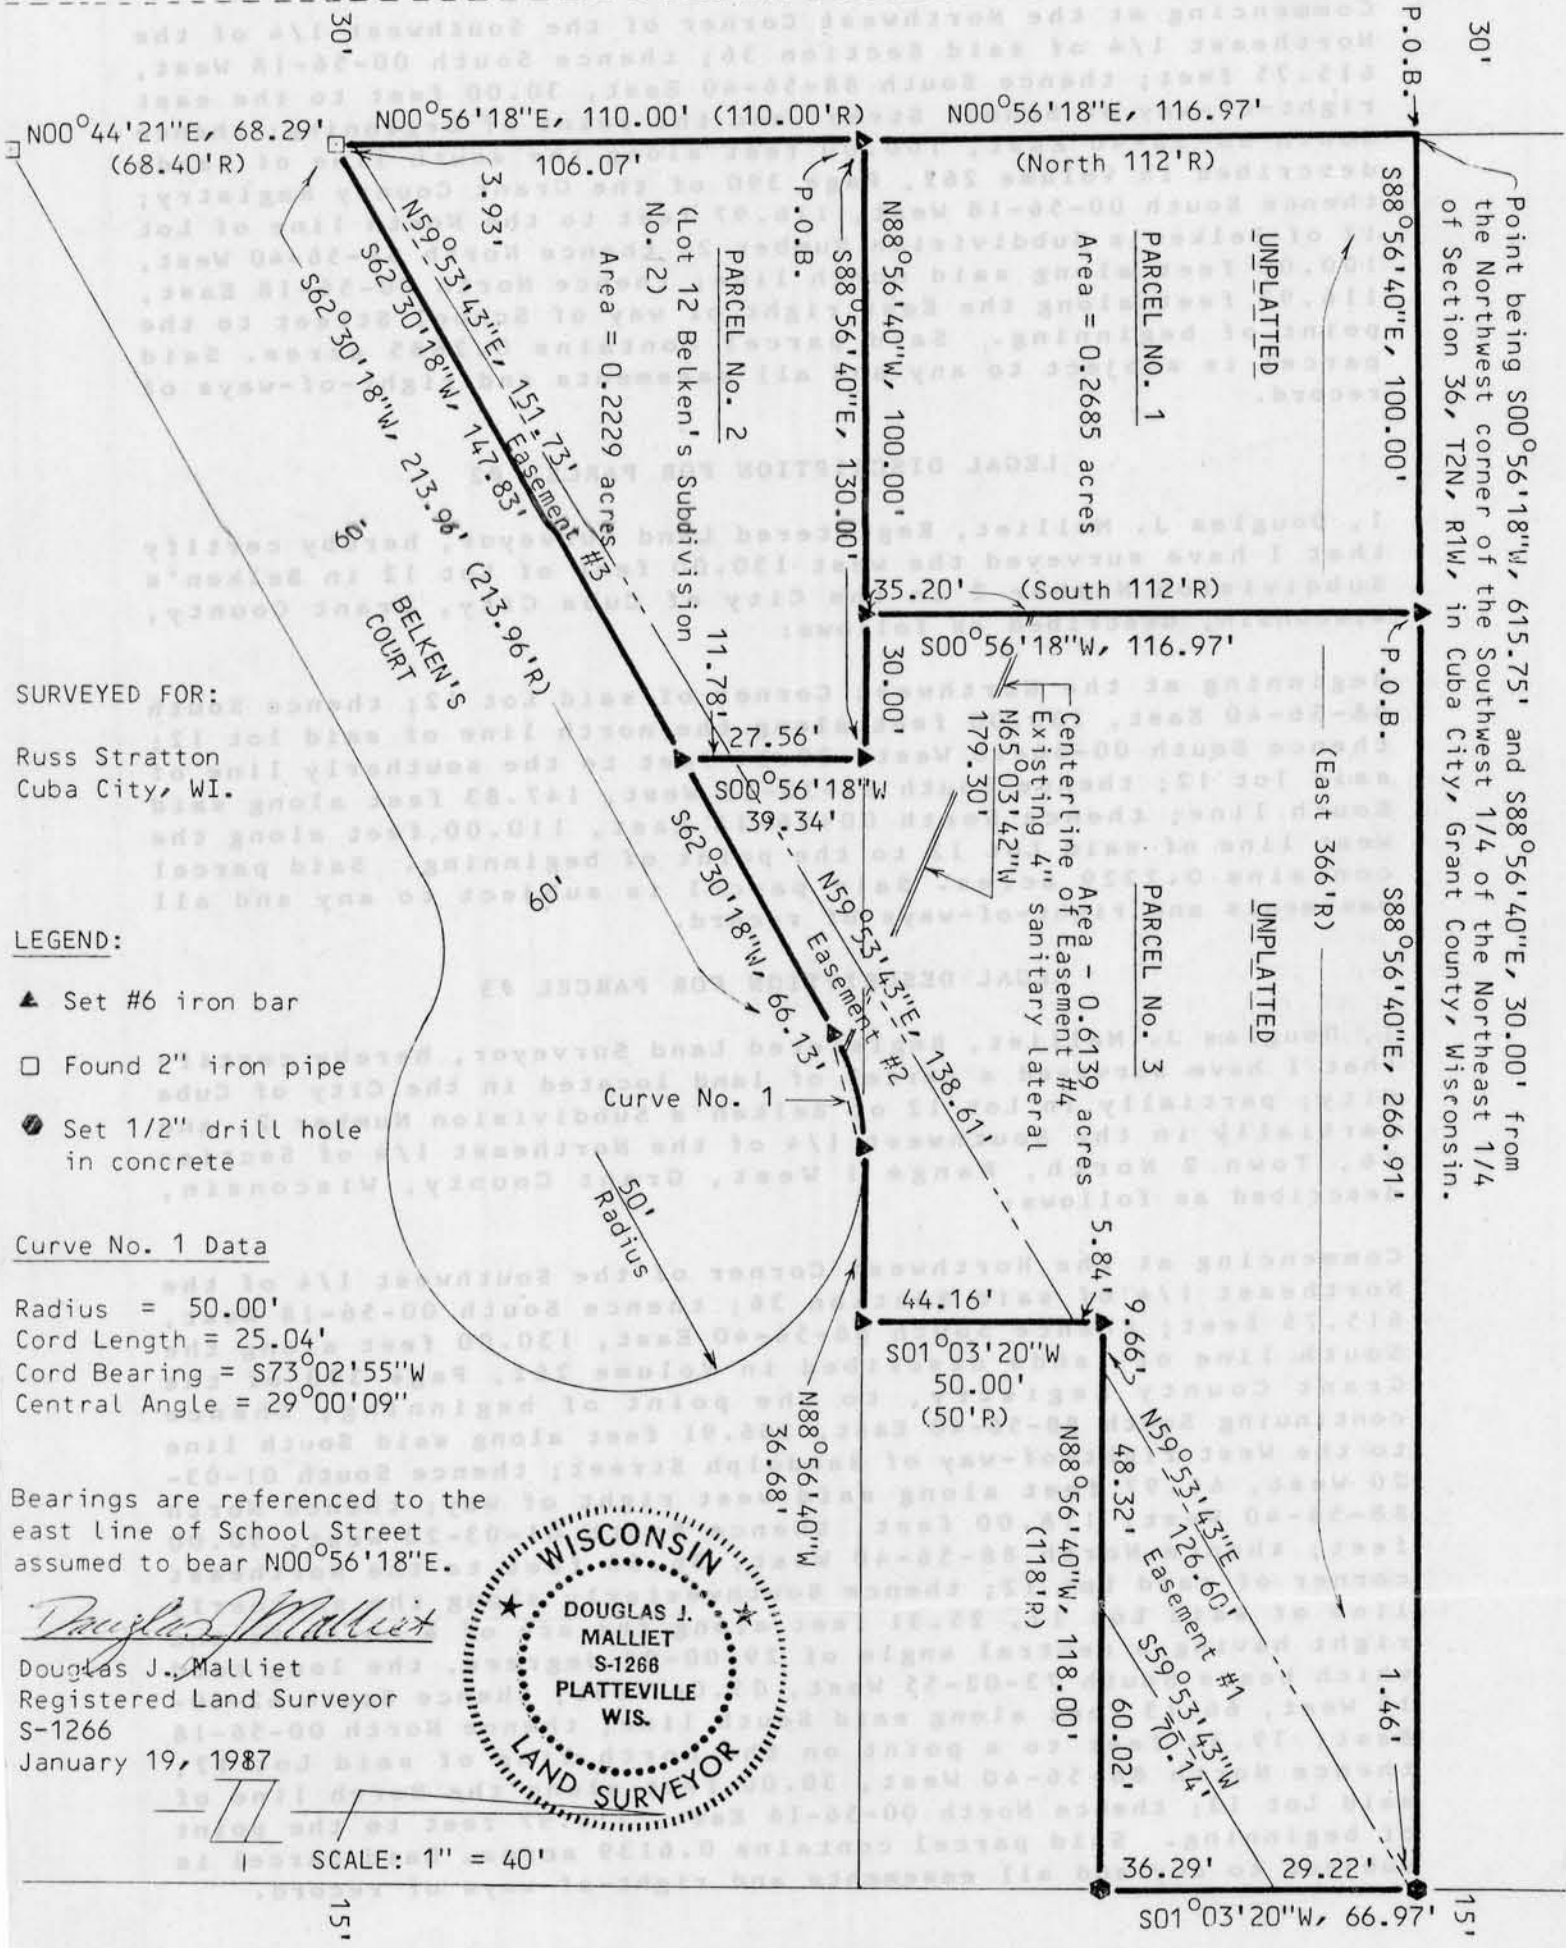 30'
P.O.B.
30'
Point being S00°56'18"W, 615.75' and S88°56'40"E, 30.00' from
the Northwest corner of the Southwest 1/4 of the Northeast 1/4
of Section 36, T2N, R1W, in Cuba City, Grant County, Wisconsin.
N00°44'21"E, 68.29'
(68.40'R)
N00°56'18"E, 110.00' (110.00'R)
106.07'
3.93'
N00°56'18"E, 116.97'
(North 112'R)
S88°56'40"E, 100.00'
UNPLATTED
PARCEL NO. 1
Area = 0.2685 acres
N88°56'40"W, 100.00'
S88°56'40"E, 130.00'
P.O.B.
PARCEL No. 2
(Lot 12 Belken's Subdivision
No. 2)
Area = 0.2229 acres
N59°53'43"E, 151.73'
Easement #3
S62°30'18"W, 147.83'
S62°30'18"W, 213.96' (213.96'R)
60'
BELKEN'S
COURT
35.20'
(South 112'R)
S00°56'18"W, 116.97'
30.00'
11.78'
27.56'
S00°56'18"W
39.34'
P.O.B.
(East 366'R)
S88°56'40"E, 266.91'
UNPLATTED
PARCEL No. 3
Area - 0.6139 acres
Centerline of Easement #4
Existing 4" sanitary lateral
N65°03'42"W
179.30'
N59°53'43"E, 138.61'
Easement #2
S62°30'18"W, 66.13'
60'
Curve No. 1
50'
Radius
5.84'
44.16'
S01°03'20"W
50.00'
(50'R)
N88°56'40"W
36.68'
9.66'
48.32'
60.02'
N88°56'40"W, 118.00'
(118'R)
N59°53'43"E
126.60'
Easement #1
S59°53'43"W
70.14'
1.46'
36.29'
29.22'
S01°03'20"W, 66.97'
15'
15'
SURVEYED FOR:
Russ Stratton
Cuba City, WI.
LEGEND:
Set #6 iron bar
Found 2" iron pipe
Set 1/2" drill hole
in concrete
Curve No. 1 Data
Radius = 50.00'
Cord Length = 25.04'
Cord Bearing = S73°02'55"W
Central Angle = 29°00'09"
Bearings are referenced to the
east line of School Street
assumed to bear N00°56'18"E.
Douglas J Malliet
Douglas J. Malliet
Registered Land Surveyor
S-1266
January 19, 1987
WISCONSIN
DOUGLAS J.
MALLIET
S-1266
PLATTEVILLE
WIS.
LAND SURVEYOR
SCALE: 1" = 40'